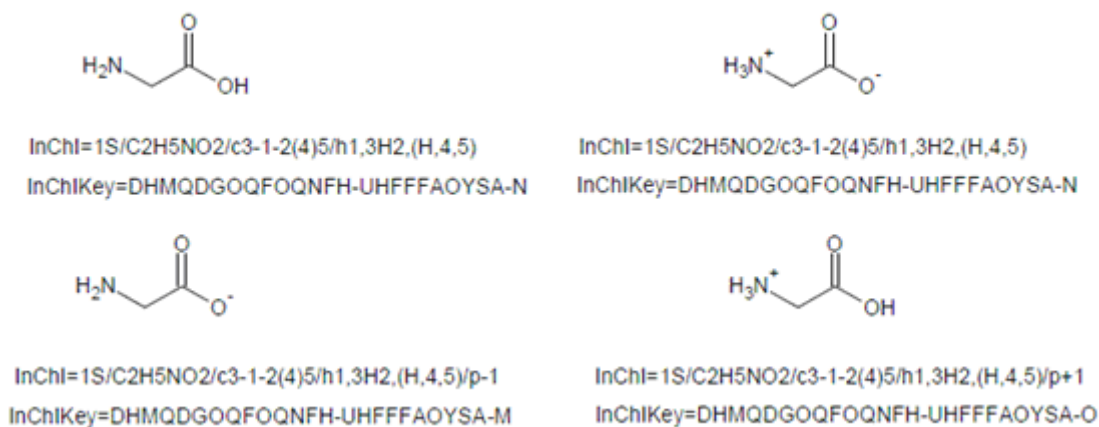 O
H₂N
OH
InChI=1S/C2H5NO2/c3-1-2(4)5/h1,3H2,(H,4,5)
InChIKey=DHMQDGOQFOQNFH-UHFFFAOYSA-N
O
H₃N⁺
O⁻
InChI=1S/C2H5NO2/c3-1-2(4)5/h1,3H2,(H,4,5)
InChIKey=DHMQDGOQFOQNFH-UHFFFAOYSA-N
O
H₂N
O⁻
InChI=1S/C2H5NO2/c3-1-2(4)5/h1,3H2,(H,4,5)/p-1
InChIKey=DHMQDGOQFOQNFH-UHFFFAOYSA-M
O
H₃N⁺
OH
InChI=1S/C2H5NO2/c3-1-2(4)5/h1,3H2,(H,4,5)/p+1
InChIKey=DHMQDGOQFOQNFH-UHFFFAOYSA-O